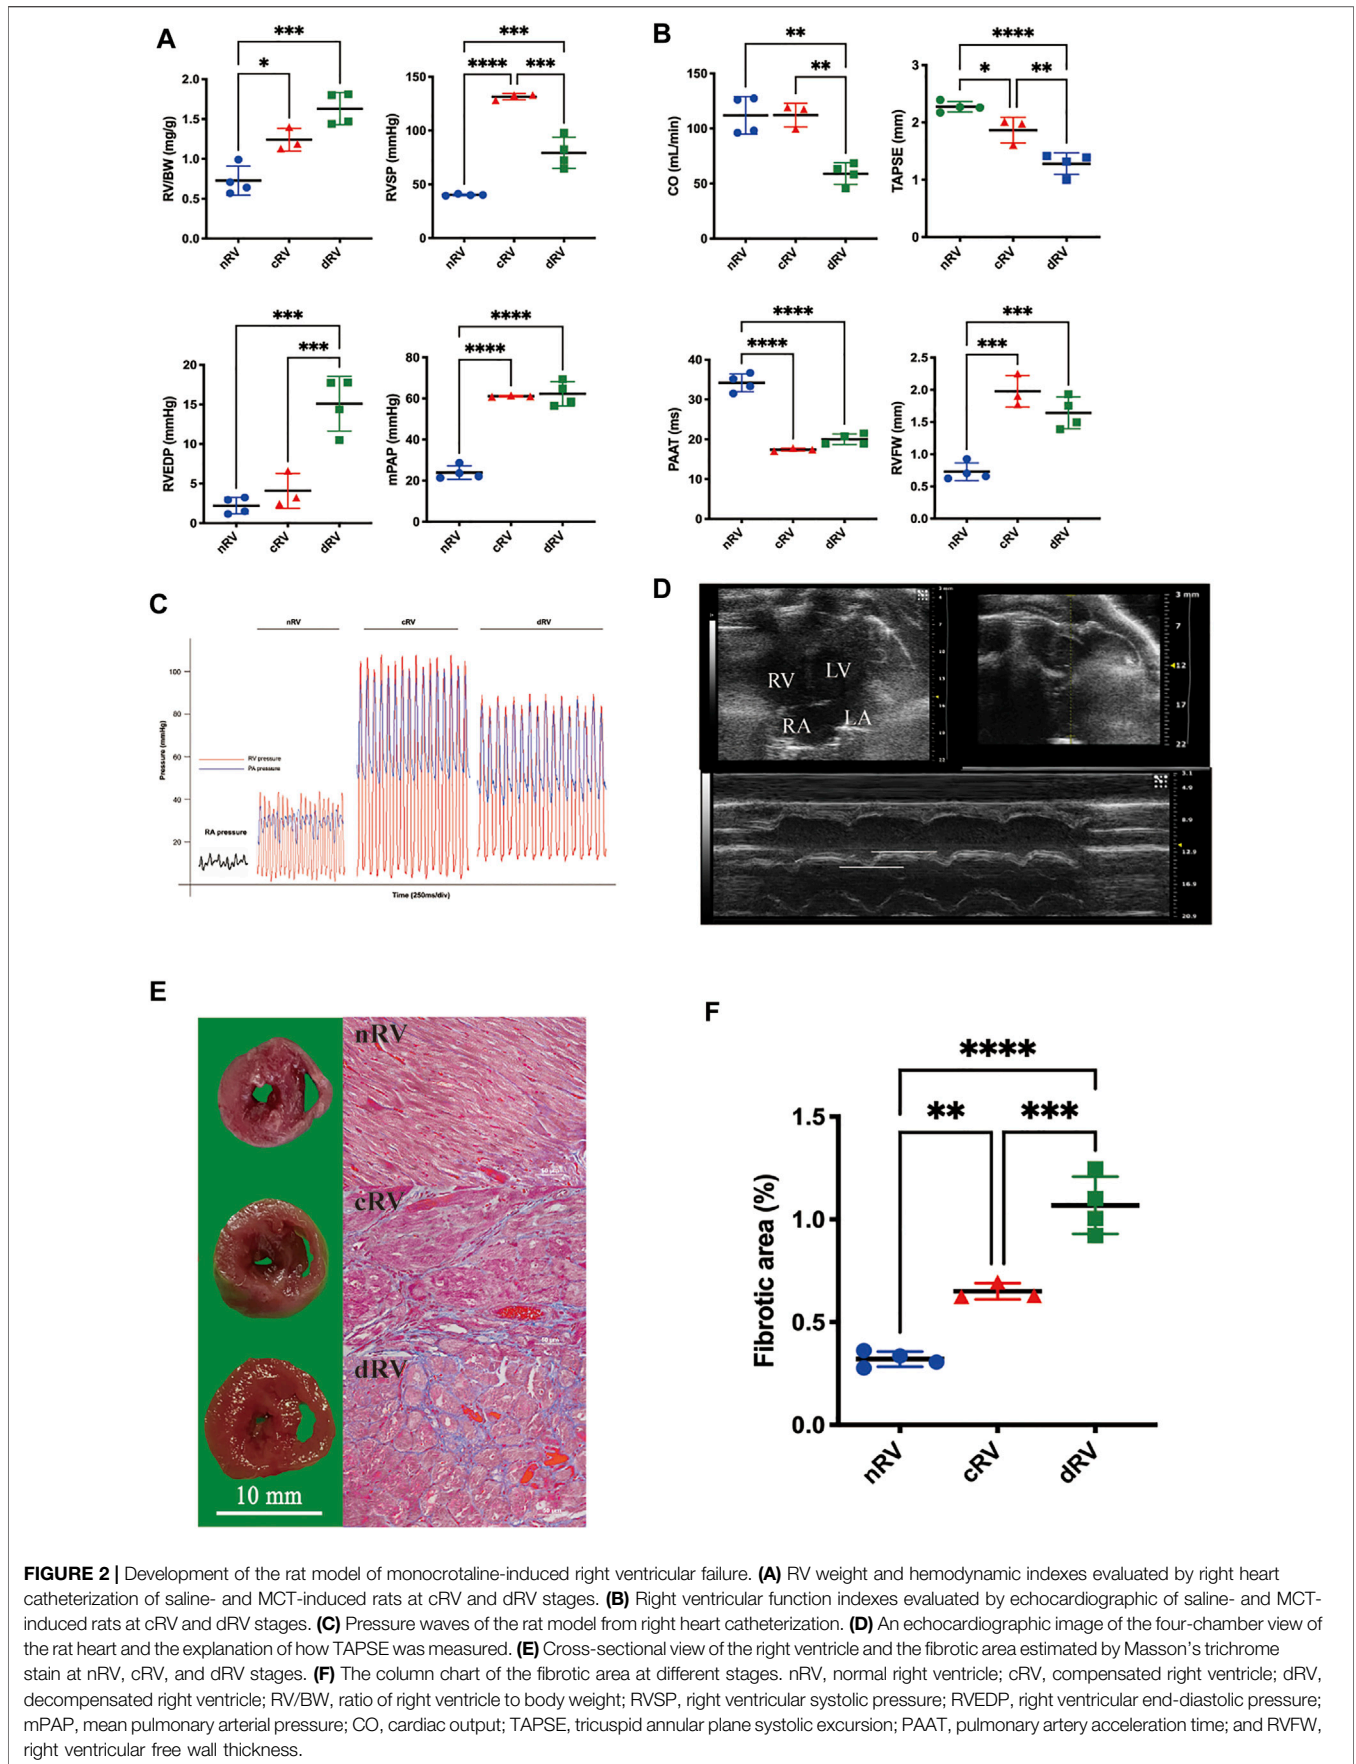 A
***
*
2.0
1.5
1.0
0.5
0.0
RV/BW (mg/g)
nRV
cRV
dRV
***
****
***
150
100
50
0
RVSP (mmHg)
nRV
cRV
dRV
B
**
**
150
100
50
0
CO (mL/min)
nRV
cRV
dRV
****
*
**
3
2
1
0
TAPSE (mm)
nRV
cRV
dRV
***
***
20
15
10
5
0
RVEDP (mmHg)
nRV
cRV
dRV
****
****
80
60
40
20
0
mPAP (mmHg)
nRV
cRV
dRV
****
****
40
30
20
10
0
PAAT (ms)
nRV
cRV
dRV
***
***
2.5
2.0
1.5
1.0
0.5
0.0
RVFW (mm)
nRV
cRV
dRV
C
nRV
cRV
dRV
100
80
60
40
20
Pressure (mmHg)
RV pressure
PA pressure
RA pressure
Time (250ms/div)
D
RV
LV
RA
LA
3 mm
7
12
17
22
3.1
4.9
8.9
12.9
16.9
20.9
E
nRV
cRV
dRV
10 mm
F
****
**
***
1.5
1.0
0.5
0.0
Fibrotic area (%)
nRV
cRV
dRV
FIGURE 2 | Development of the rat model of monocrotaline-induced right ventricular failure. (A) RV weight and hemodynamic indexes evaluated by right heart
catheterization of saline- and MCT-induced rats at cRV and dRV stages. (B) Right ventricular function indexes evaluated by echocardiographic of saline- and MCT-
induced rats at cRV and dRV stages. (C) Pressure waves of the rat model from right heart catheterization. (D) An echocardiographic image of the four-chamber view of
the rat heart and the explanation of how TAPSE was measured. (E) Cross-sectional view of the right ventricle and the fibrotic area estimated by Masson's trichrome
stain at nRV, cRV, and dRV stages. (F) The column chart of the fibrotic area at different stages. nRV, normal right ventricle; cRV, compensated right ventricle; dRV,
decompensated right ventricle; RV/BW, ratio of right ventricle to body weight; RVSP, right ventricular systolic pressure; RVEDP, right ventricular end-diastolic pressure;
mPAP, mean pulmonary arterial pressure; CO, cardiac output; TAPSE, tricuspid annular plane systolic excursion; PAAT, pulmonary artery acceleration time; and RVFW,
right ventricular free wall thickness.